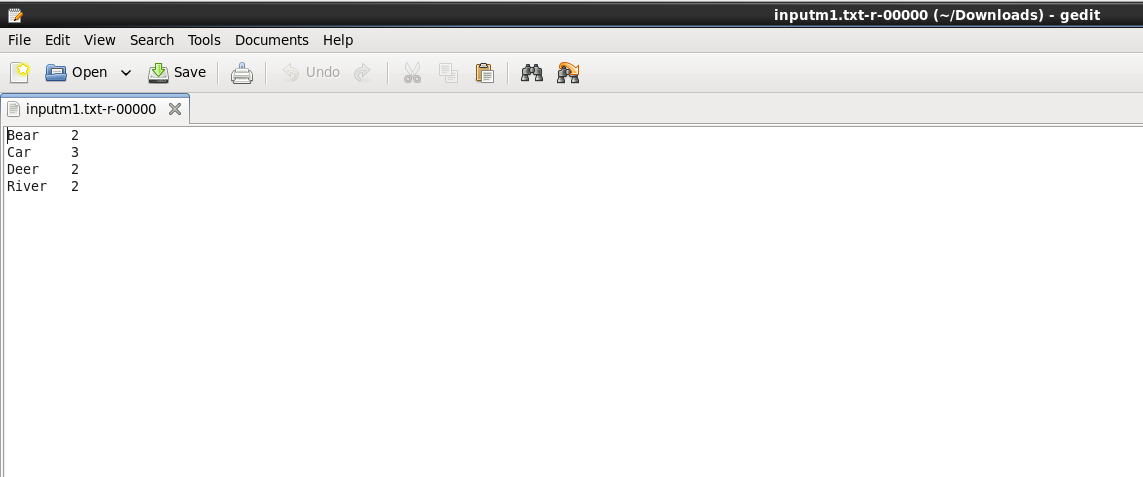 inputm1.txt-r-00000 (~/Downloads) - gedit
File Edit View Search Tools Documents Help
Open Save Undo
inputm1.txt-r-00000
Bear 2
Car 3
Deer 2
River 2